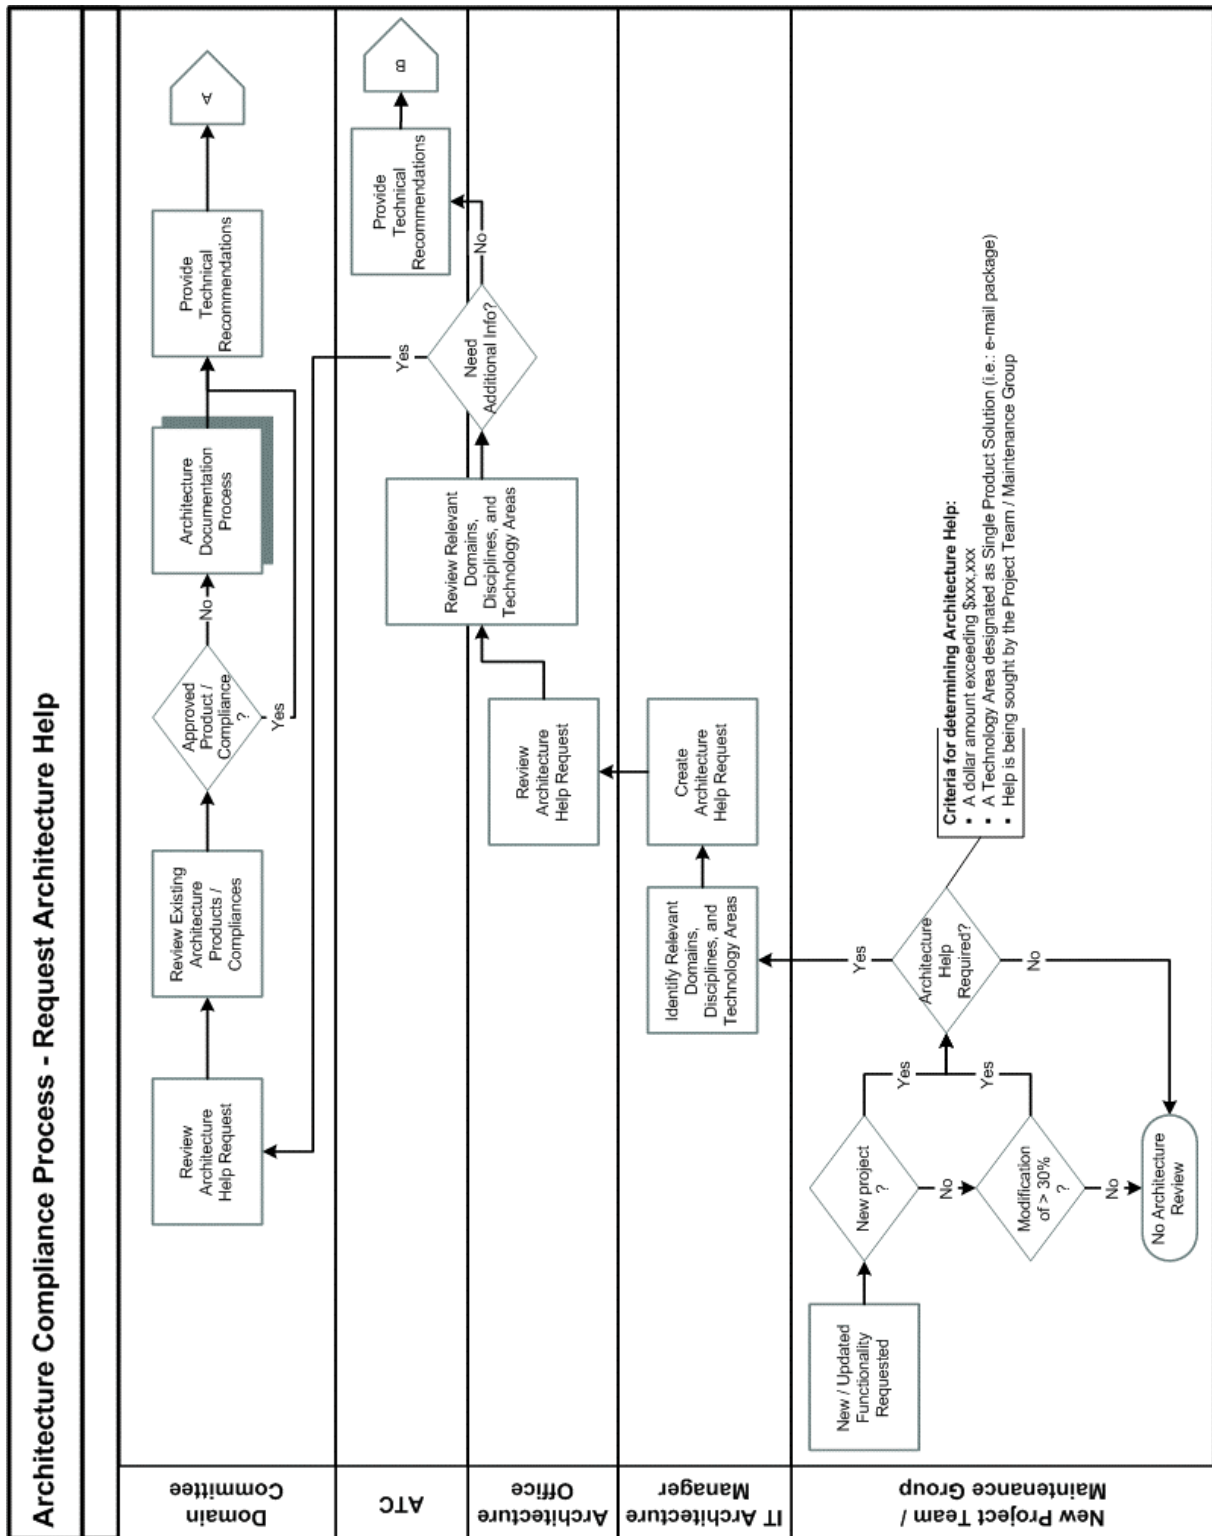 Architecture Compliance Process - Request Architecture Help
Domain
Committee
Review
Architecture
Help Request
Review Existing
Architecture
Products /
Compliances
Approved
Product /
Compliance
?
No
Yes
Architecture
Documentation
Process
Provide
Technical
Recommendations
A
ATC
Yes
Provide
Technical
Recommendations
B
Architecture
Office
Review
Architecture
Help Request
Review Relevant
Domains,
Disciplines, and
Technology Areas
Need
Additional Info?
No
IT Architecture
Manager
Identify Relevant
Domains,
Disciplines, and
Technology Areas
Create
Architecture
Help Request
New Project Team /
Maintenance Group
New / Updated
Functionality
Requested
New project
?
Yes
No
Modification
of > 30%
?
Yes
No
No Architecture
Review
Architecture
Help
Required?
Yes
No
Criteria for determining Architecture Help:
▪ A dollar amount exceeding $xxx,xxx
▪ A Technology Area designated as Single Product Solution (i.e.: e-mail package)
▪ Help is being sought by the Project Team / Maintenance Group